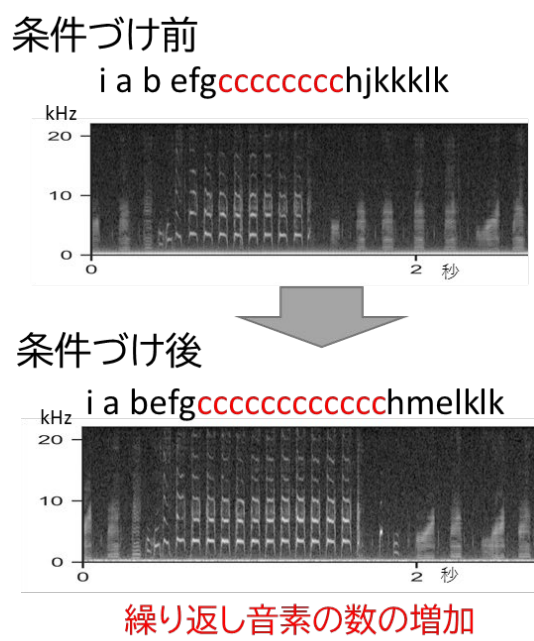 条件づけ前
i a b efgcccccccchjkkklk
kHz
20
10
0
0 2 秒
条件づけ後
i a befgcccccccccccchmelklk
kHz
20
10
0
0 2 秒
繰り返し音素の数の増加